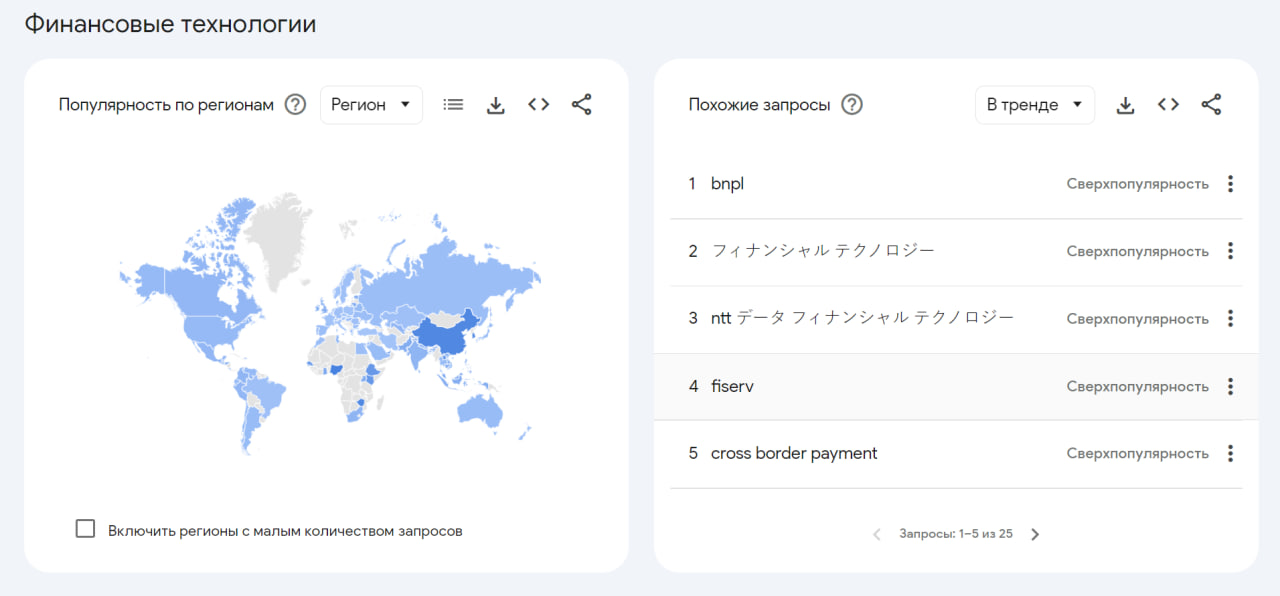 Финансовые технологии
Популярность по регионам
Регион
Включить регионы с малым количеством запросов
Похожие запросы
В тренде
1 bnpl Сверхпопулярность
2 フィナンシャル テクノロジー Сверхпопулярность
3 ntt データ フィナンシャル テクノロジー Сверхпопулярность
4 fiserv Сверхпопулярность
5 cross border payment Сверхпопулярность
Запросы: 1–5 из 25